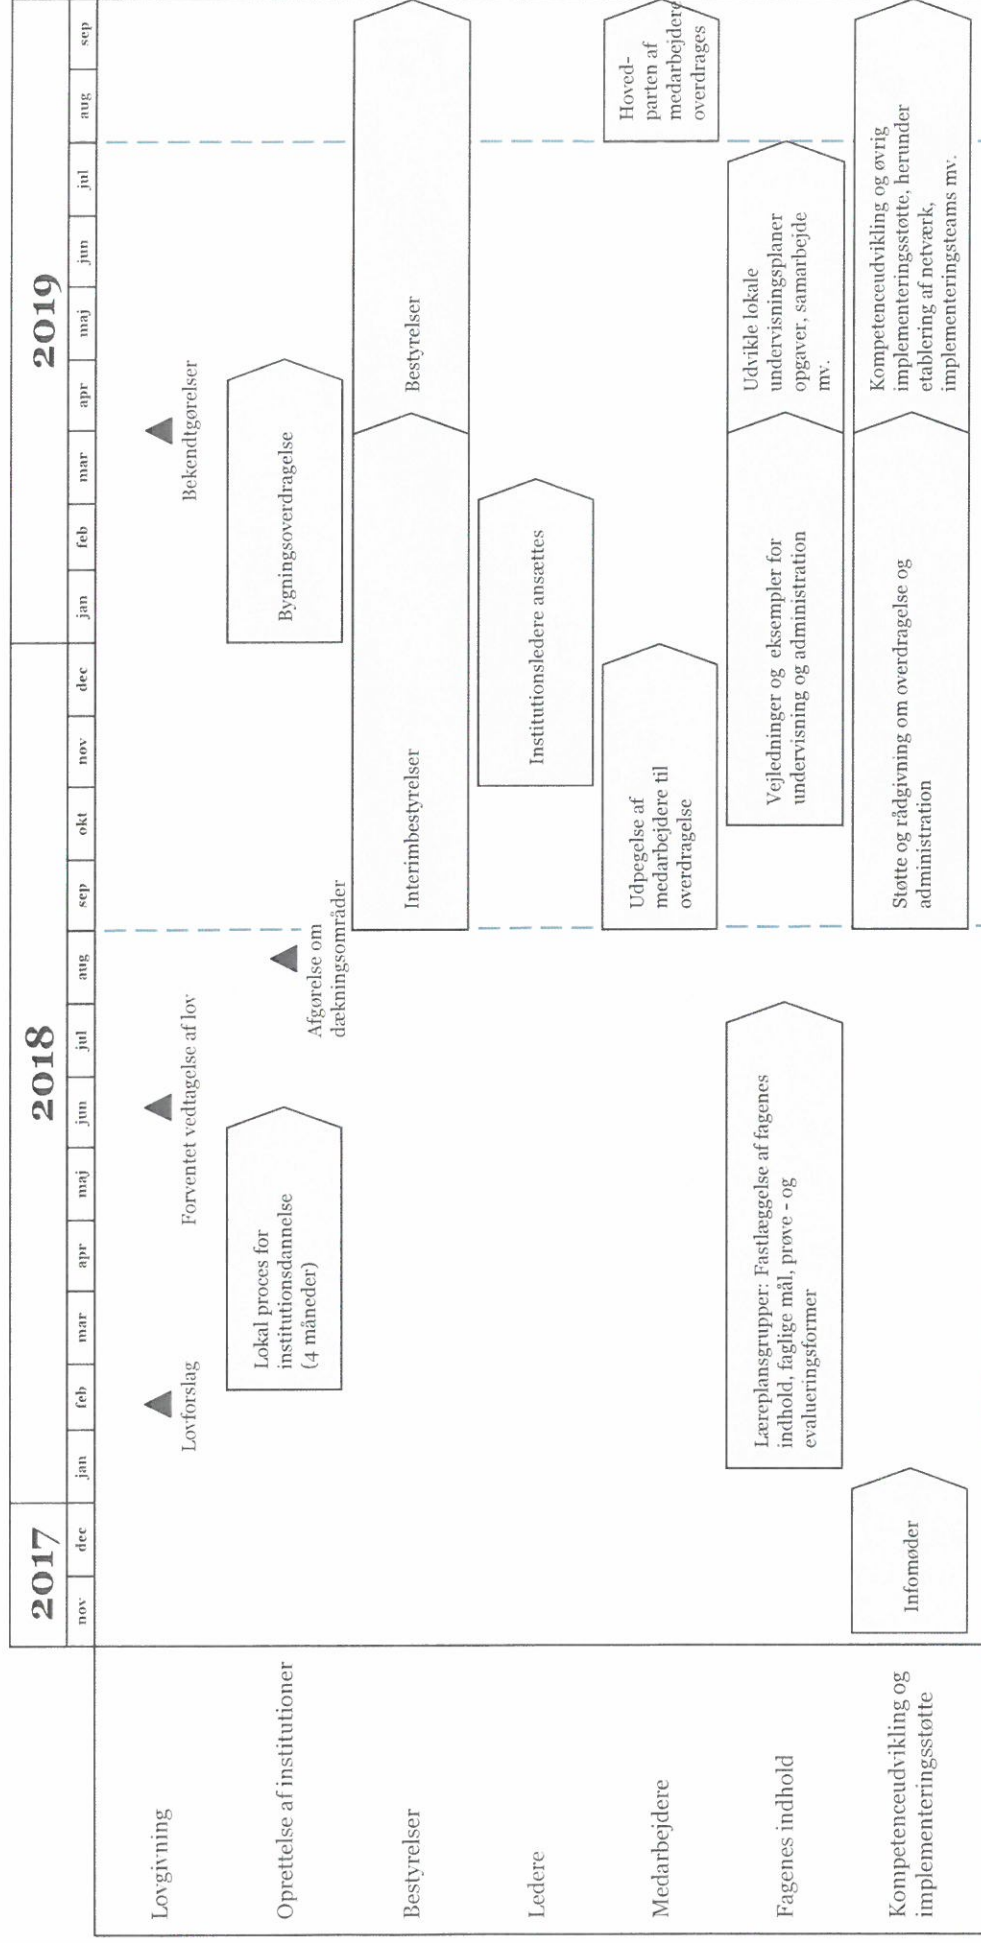 2017
2018
2019
nov
dec
jan
feb
mar
apr
maj
jun
jul
aug
sep
okt
nov
dec
jan
feb
mar
apr
maj
jun
jul
aug
sep
Lovgivning
Lovforslag
Forventet vedtagelse af lov
Bekendtgørelser
Oprettelse af institutioner
Lokal proces for
institutionsdannelse
(4 måneder)
Afgørelse om
dækningsområder
Bygningsoverdragelse
Bestyrelser
Interimbestyrelser
Bestyrelser
Ledere
Institutionsledere ansættes
Medarbejdere
Udpegelse af
medarbejdere til
overdragelse
Hoved-
parten af
medarbejdere
overdrages
Fagenes indhold
Læreplansgrupper: Fastlæggelse af fagenes
indhold, faglige mål, prøve - og
evalueringsformer
Vejledninger og eksempler for
undervisning og administration
Udvikle lokale
undervisningsplaner
opgaver, samarbejde
mv.
Kompetenceudvikling og
implementeringsstøtte
Infomøder
Støtte og rådgivning om overdragelse og
administration
Kompetenceudvikling og øvrig
implementeringsstøtte, herunder
etablering af netværk,
implementeringsteams mv.